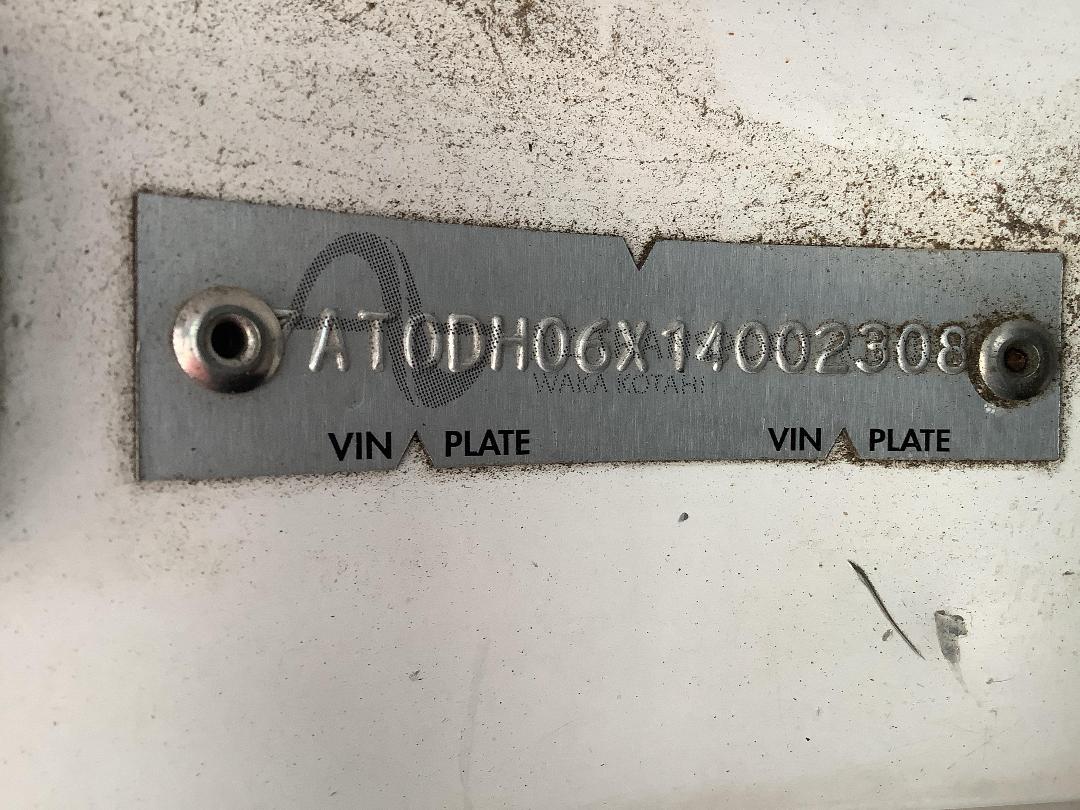 7AT0DH06X14002308
WAKA KOTAHI
VIN PLATE VIN PLATE